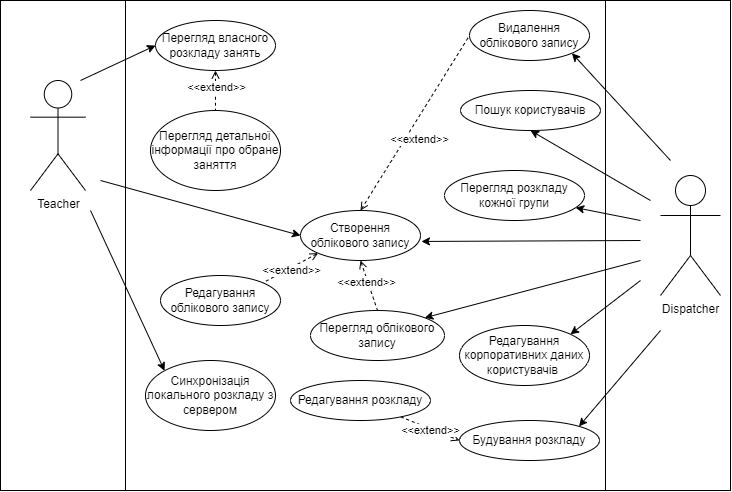 Перегляд власного
розкладу занять
<<extend>>
Перегляд детальної
інформації про обране
заняття
Видалення
облікового запису
<<extend>>
Пошук користувачів
Перегляд розкладу
кожної групи
Teacher
Створення
облікового запису
<<extend>>
<<extend>>
Редагування
облікового запису
Перегляд облікового
запису
Dispatcher
Редагування
корпоративних даних
користувачів
Синхронізація
локального розкладу з
сервером
Редагування розкладу
<<extend>>
Будування розкладу